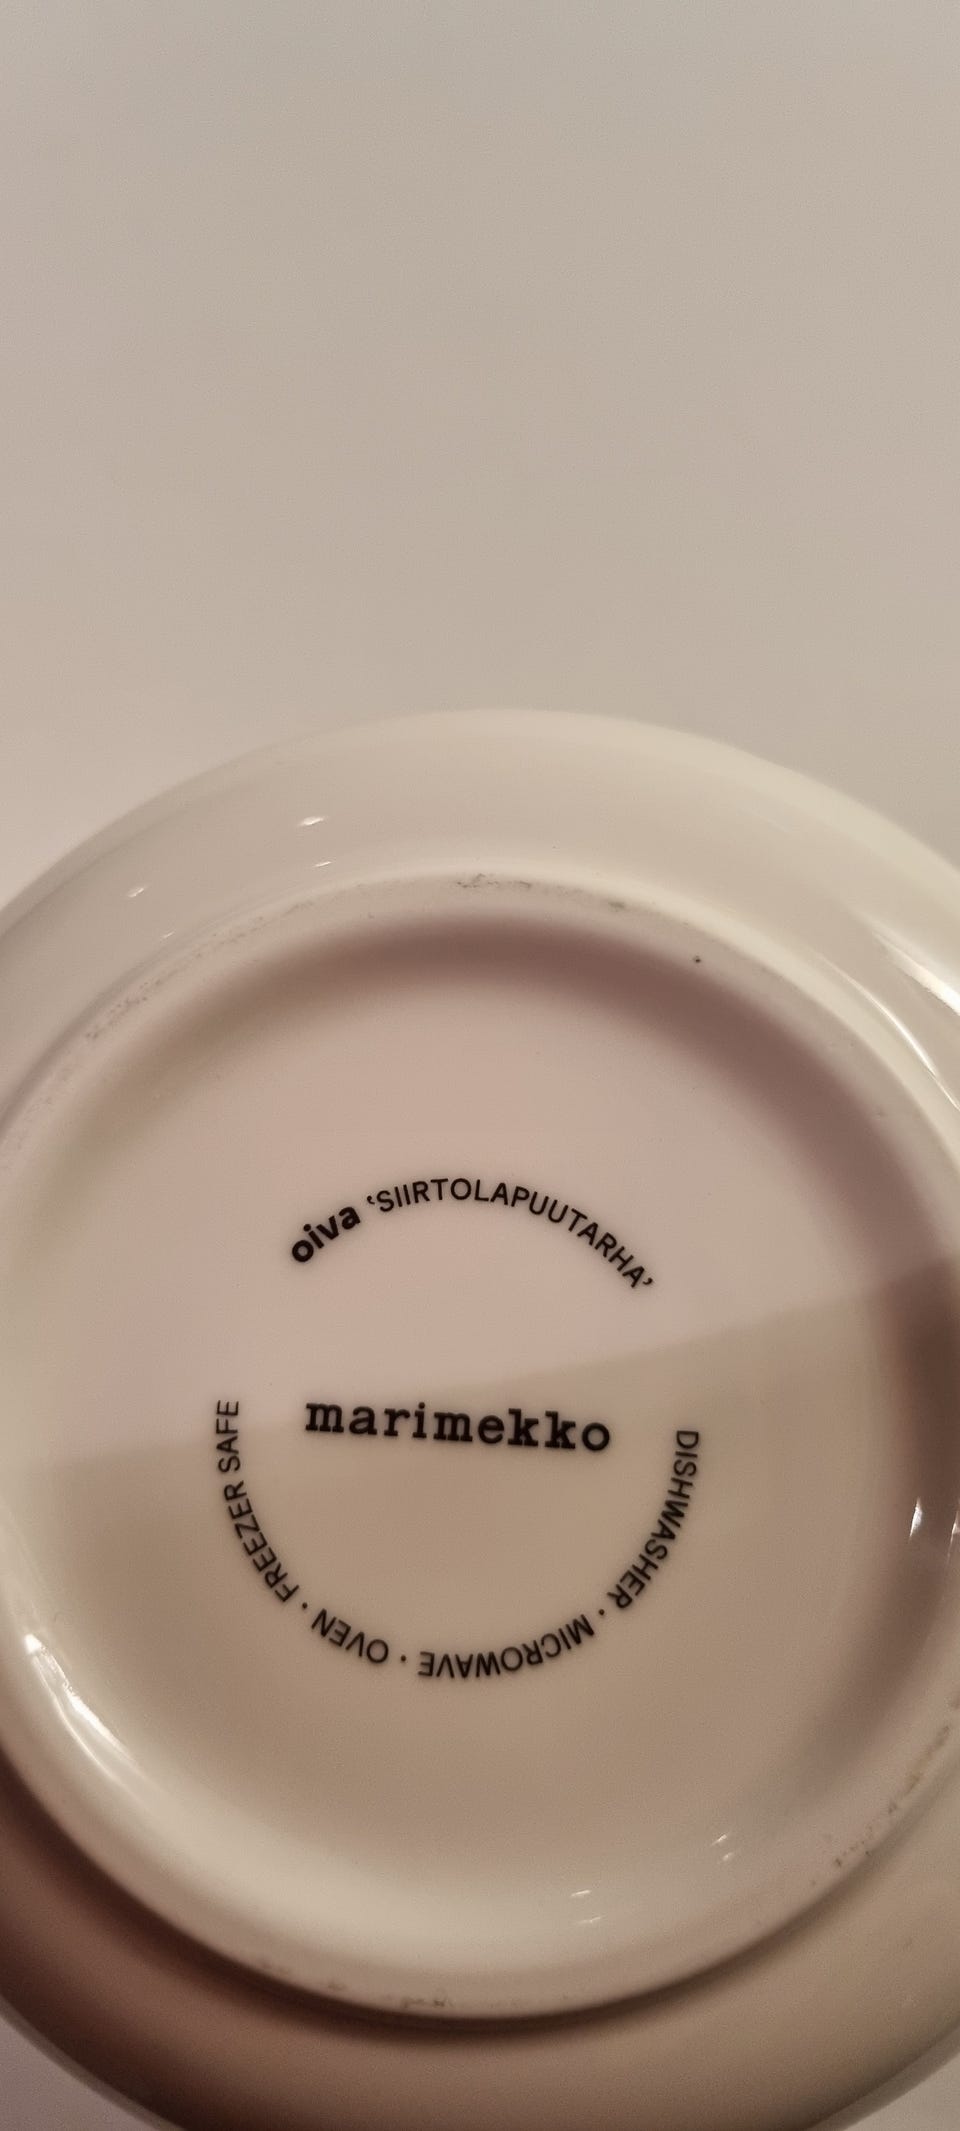 oiva ‘SIIRTOLAPUUTARHA’
marimekko
DISHWASHER · MICROWAVE · OVEN · FREEZER SAFE